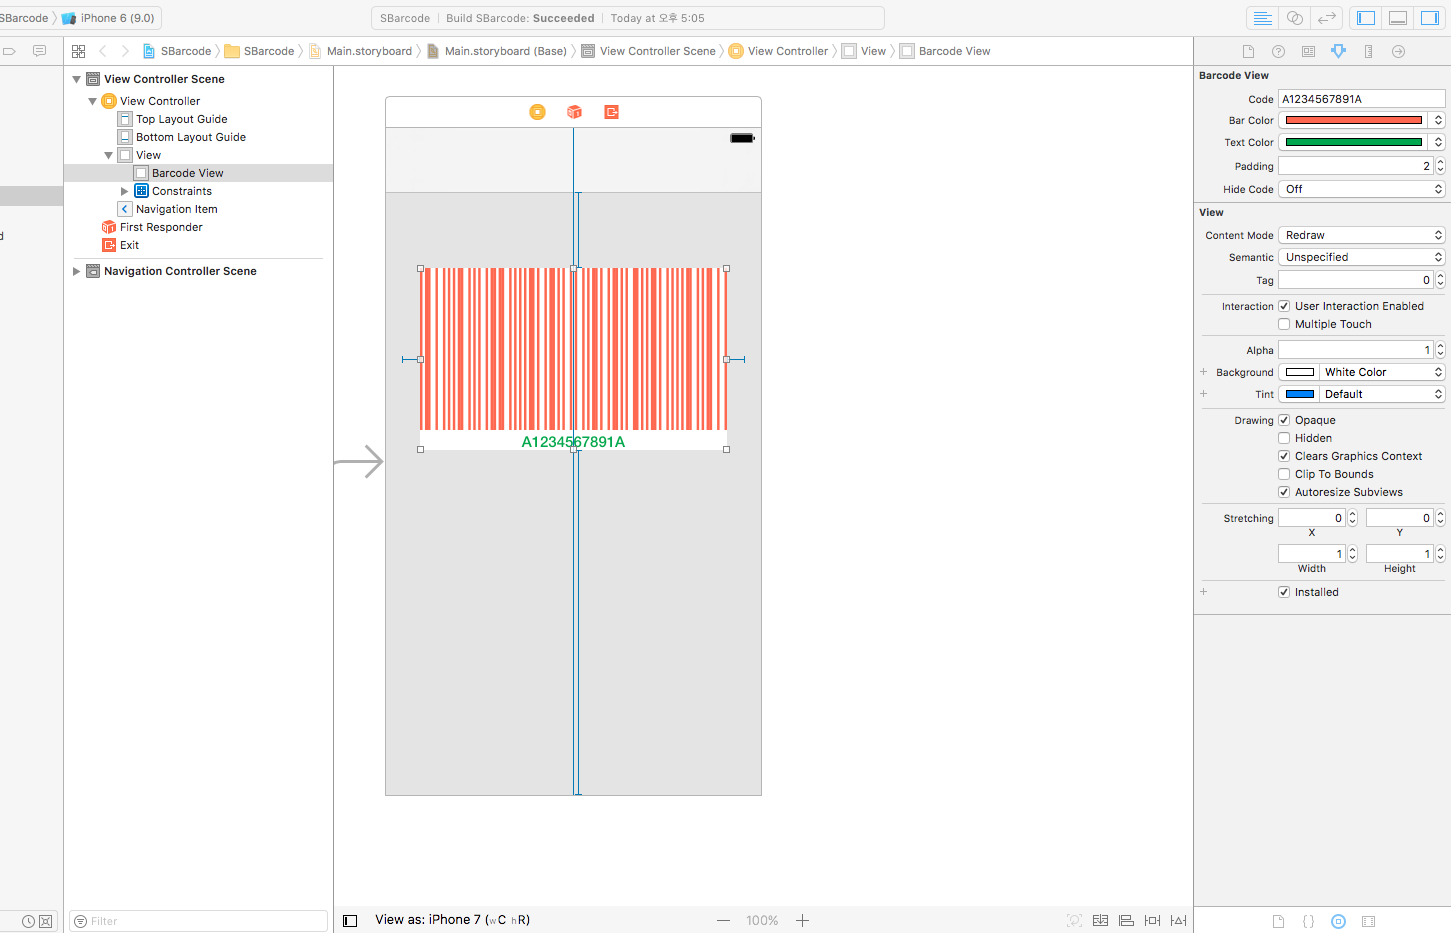 SBarcode
iPhone 6 (9.0)
SBarcode
Build SBarcode: Succeeded
Today at 오후 5:05
SBarcode
SBarcode
Main.storyboard
Main.storyboard (Base)
View Controller Scene
View Controller
View
Barcode View
View Controller Scene
View Controller
Top Layout Guide
Bottom Layout Guide
View
Barcode View
Constraints
Navigation Item
d
First Responder
Exit
Navigation Controller Scene
A1234567891A
Barcode View
Code A1234567891A
Bar Color
Text Color
Padding 2
Hide Code Off
View
Content Mode Redraw
Semantic Unspecified
Tag 0
Interaction User Interaction Enabled
Multiple Touch
Alpha 1
+ Background White Color
+ Tint Default
Drawing Opaque
Hidden
Clears Graphics Context
Clip To Bounds
Autoresize Subviews
Stretching 0 0
X Y
1 1
Width Height
+ Installed
Filter
View as: iPhone 7 (wC hR)
— 100% +